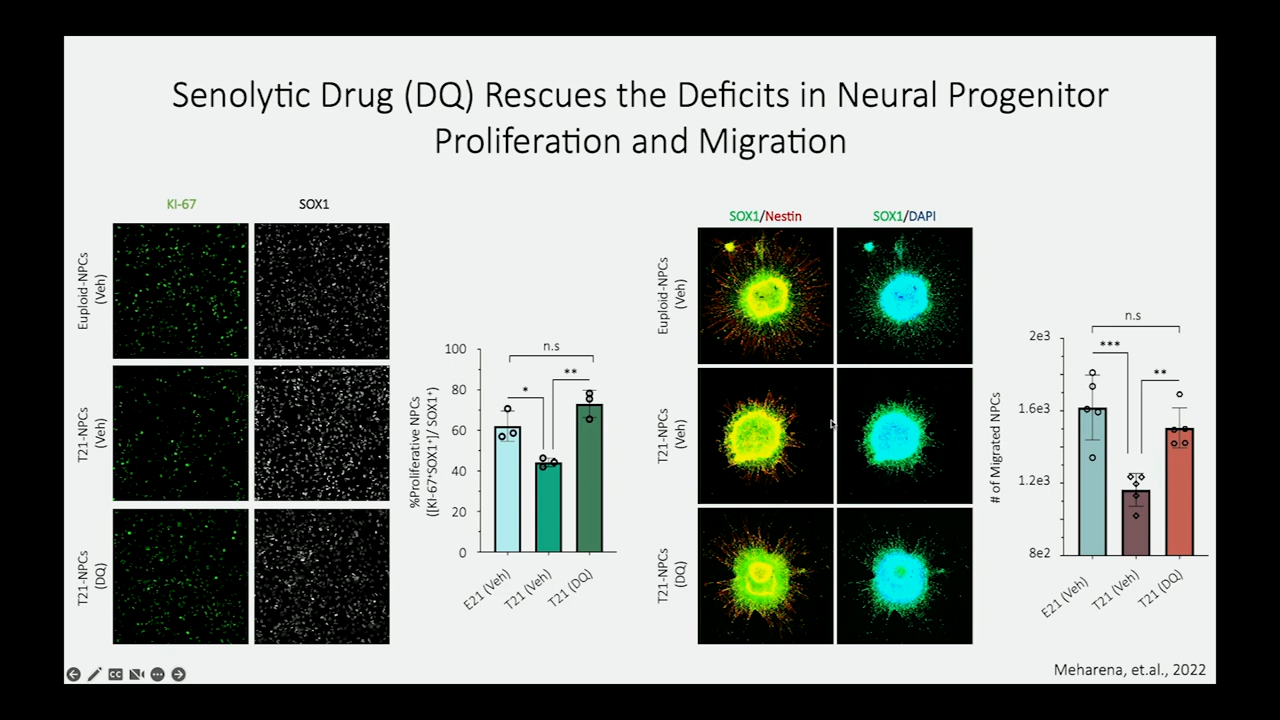 Senolytic Drug (DQ) Rescues the Deficits in Neural Progenitor
Proliferation and Migration
KI-67
SOX1
Euploid-NPCs
(Veh)
T21-NPCs
(Veh)
T21-NPCs
(DQ)
%Proliferative NPCs
([KI-67⁺SOX1⁺]/ SOX1⁺)
100
80
60
40
20
0
n.s
*
**
E21 (Veh)
T21 (Veh)
T21 (DQ)
SOX1/Nestin
SOX1/DAPI
Euploid-NPCs
(Veh)
T21-NPCs
(Veh)
T21-NPCs
(DQ)
# of Migrated NPCs
2e3
1.6e3
1.2e3
8e2
n.s
***
**
E21 (Veh)
T21 (Veh)
T21 (DQ)
CC
Meharena, et.al., 2022